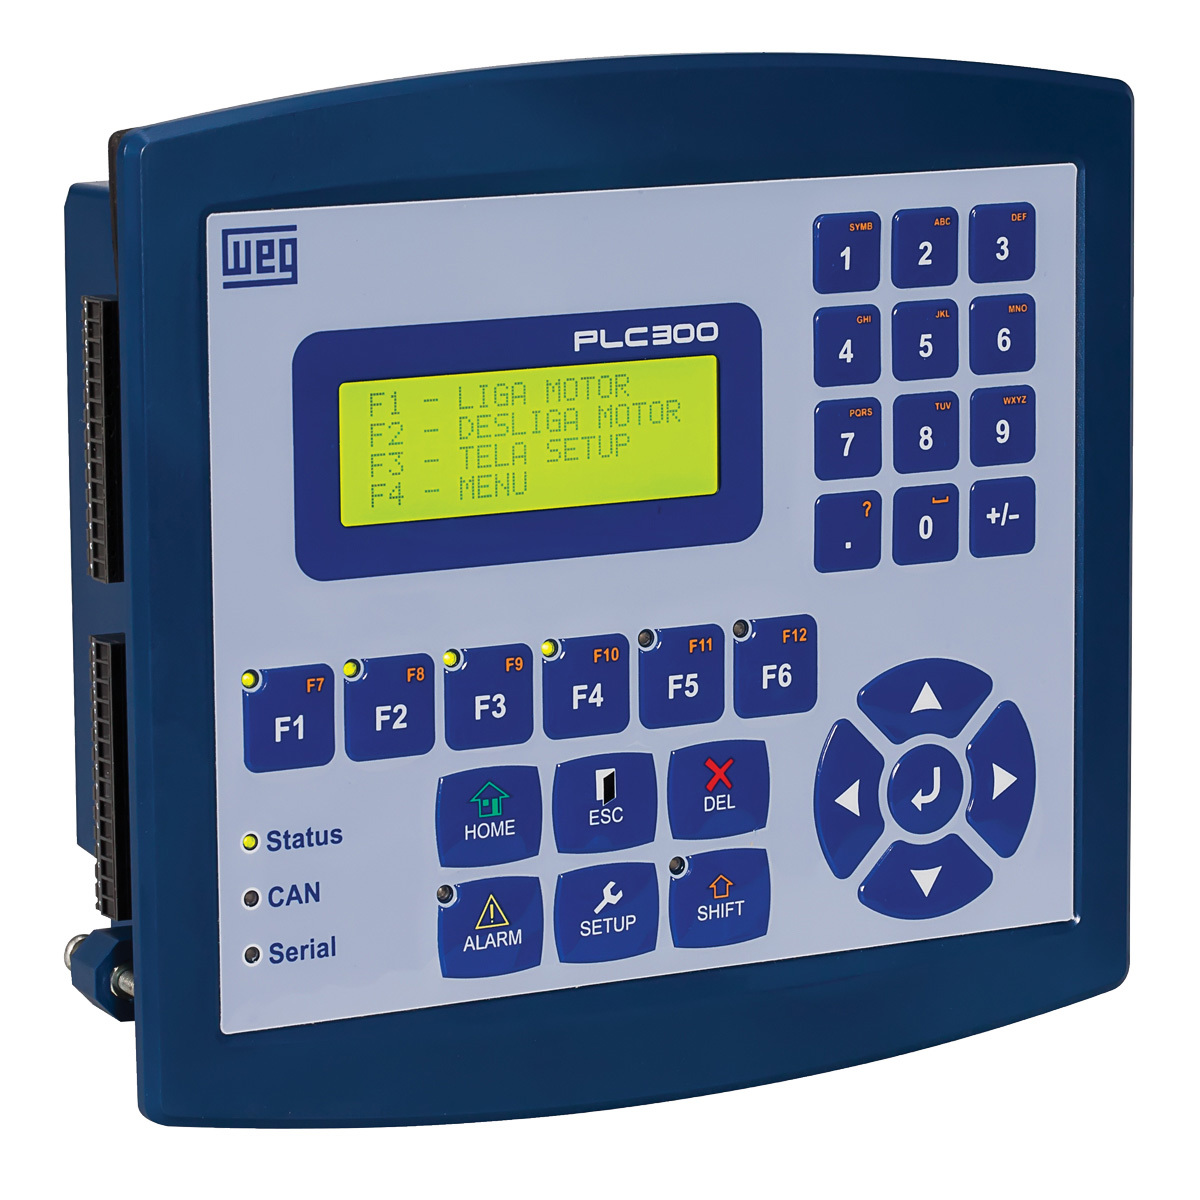 weg
PLC300
F1 - LIGA MOTOR
F2 - DESLIGA MOTOR
F3 - TELA SETUP
F4 - MENU
SYMB 1
ABC 2
DEF 3
GHI 4
JKL 5
MNO 6
PQRS 7
TUV 8
WXYZ 9
? .
0
+/-
F7 F1
F8 F2
F9 F3
F10 F4
F11 F5
F12 F6
HOME
ESC
DEL
ALARM
SETUP
SHIFT
Status
CAN
Serial